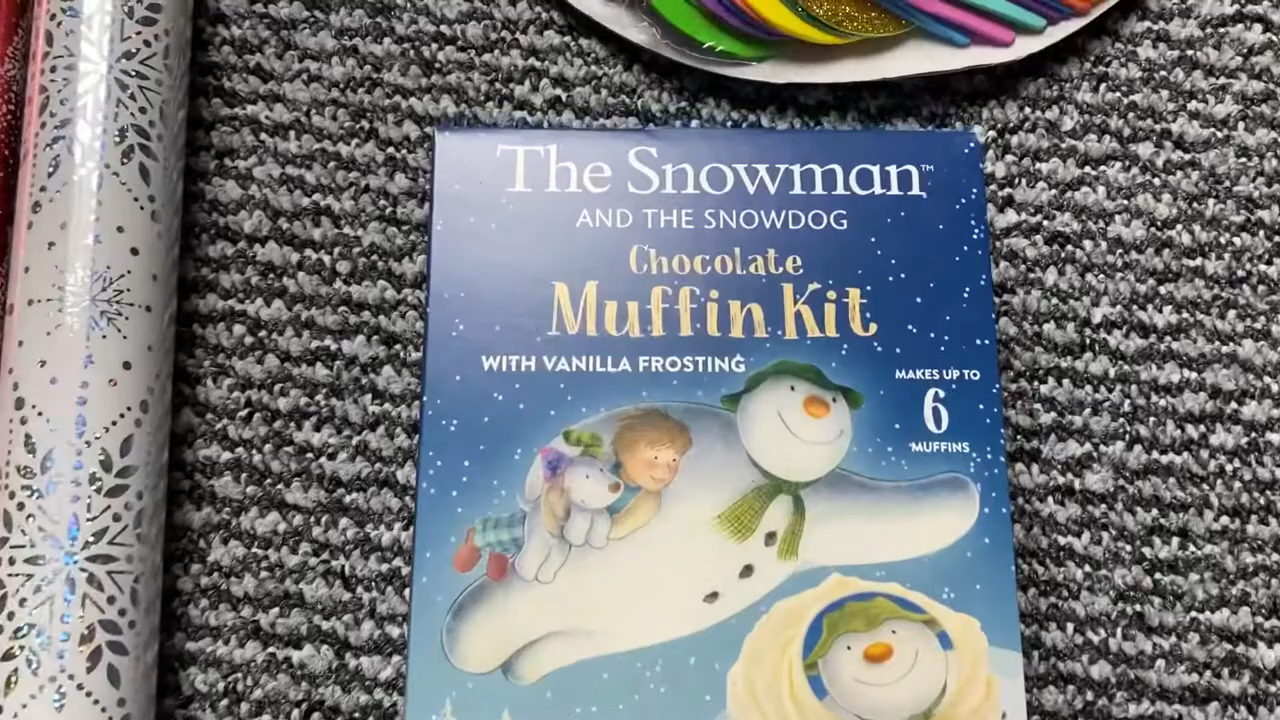 The Snowman™
AND THE SNOWDOG
Chocolate
Muffin Kit
WITH VANILLA FROSTING
MAKES UP TO
6
MUFFINS